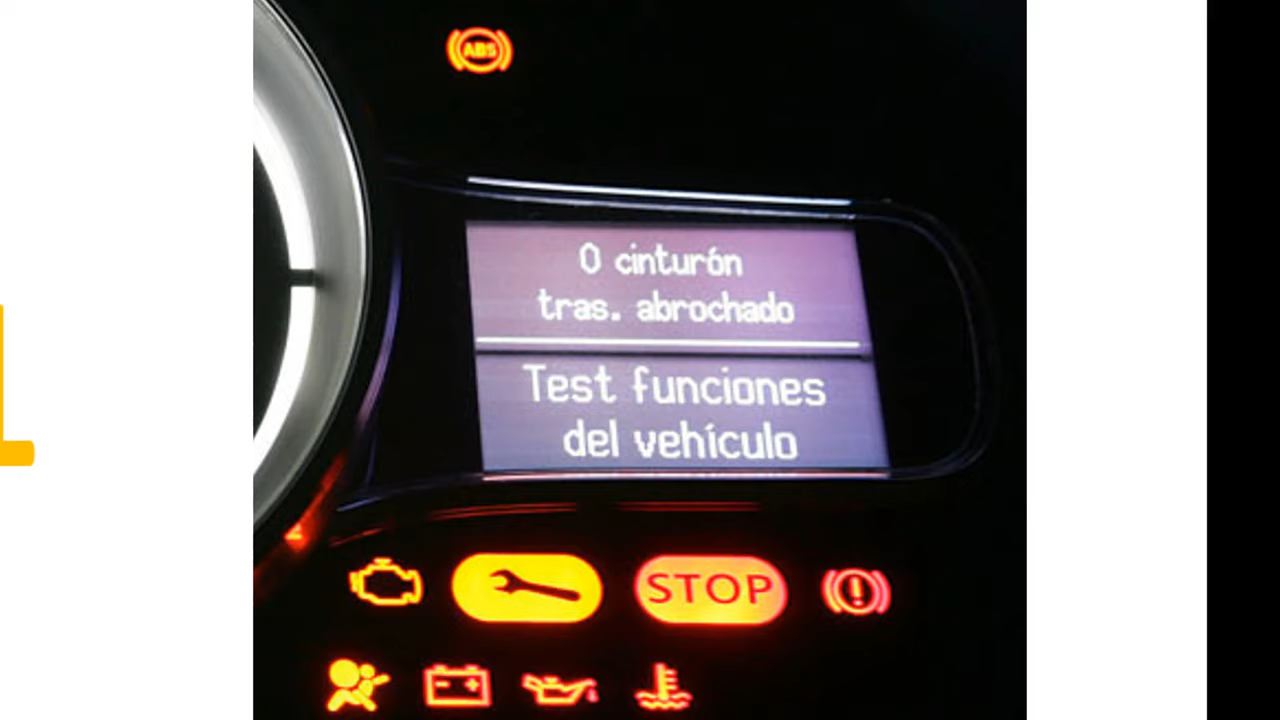 ABS
0 cinturón
tras. abrochado
Test funciones
del vehículo
STOP